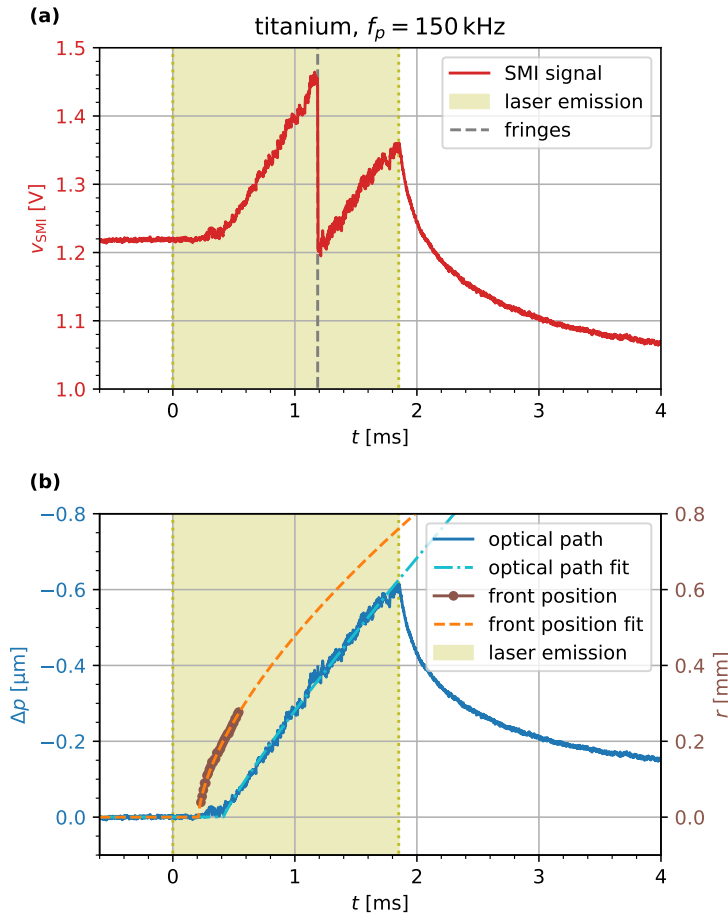 (a)
titanium, f_p = 150 kHz
1.5
1.4
1.3
1.2
1.1
1.0
v_SMI [V]
SMI signal
laser emission
fringes
0 1 2 3 4
t [ms]
(b)
−0.8
−0.6
−0.4
−0.2
0.0
Δp [µm]
optical path
optical path fit
front position
front position fit
laser emission
0.8
0.6
0.4
0.2
0.0
r [mm]
0 1 2 3 4
t [ms]